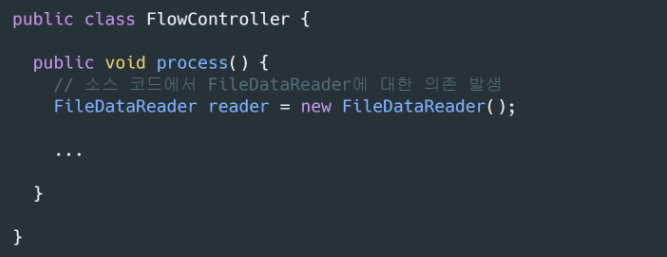 public class FlowController {
public void process() {
// 소스 코드에서 FileDataReader에 대한 의존 발생
FileDataReader reader = new FileDataReader();
...
}
}